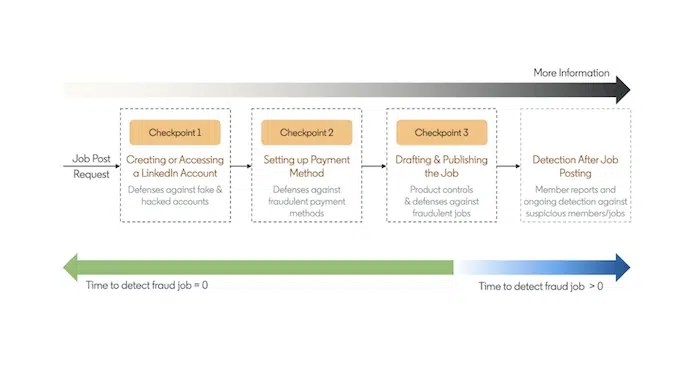 More Information
Job Post
Request
Checkpoint 1
Creating or Accessing
a LinkedIn Account
Defenses against fake &
hacked accounts
Checkpoint 2
Setting up Payment
Method
Defenses against
fraudulent payment
methods
Checkpoint 3
Drafting & Publishing
the Job
Product controls
& defenses against
fraudulent jobs
Detection After Job
Posting
Member reports and
ongoing detection against
suspicious members/jobs
Time to detect fraud job = 0
Time to detect fraud job > 0